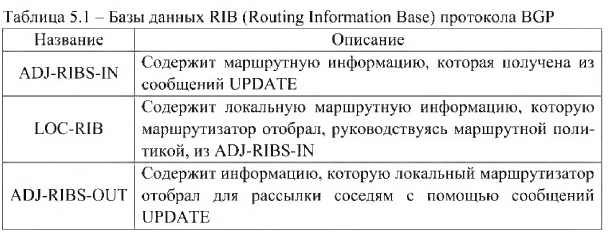 Таблица 5.1 – Базы данных RIB (Routing Information Base) протокола BGP
Название Описание
ADJ-RIBS-IN
Содержит маршрутную информацию, которая получена из
сообщений UPDATE
LOC-RIB
Содержит локальную маршрутную информацию, которую
маршрутизатор отобрал, руководствуясь маршрутной поли-
тикой, из ADJ-RIBS-IN
ADJ-RIBS-OUT
Содержит информацию, которую локальный маршрутизатор
отобрал для рассылки соседям с помощью сообщений
UPDATE